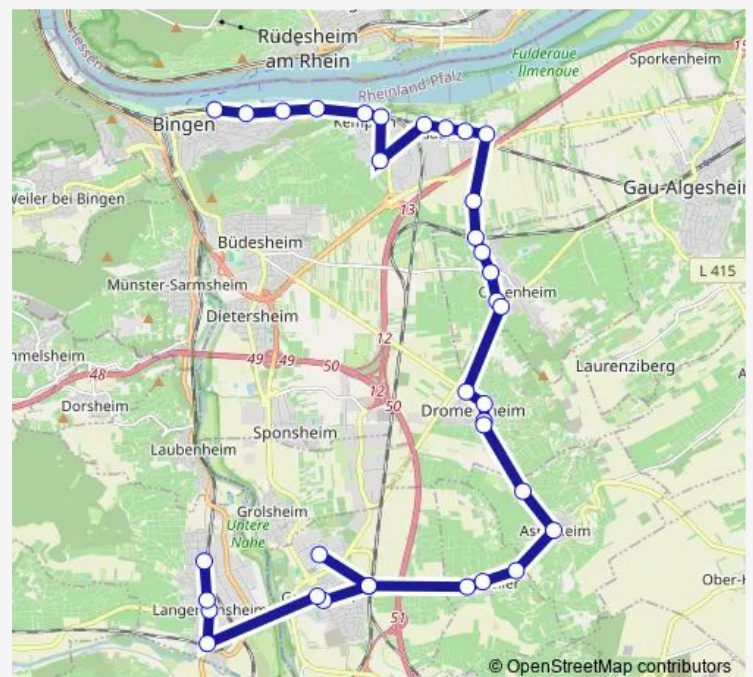 Hessen
Rüdesheim
am Rhein
Fulderaue
- Ilmenaue
Sporkenheim
Rheinland-Pfalz
Bingen
Weiler bei Bingen
Gau-Algesheim
13
Büdesheim
L 415
Münster-Sarmsheim
Dietersheim
12
49
49
50
48
12
50
Laurenziberg
Dorsheim
Sponsheim
Laubenheim
Grolsheim
Untere
Nahe
Ober-H
51
© OpenStreetMap contributors